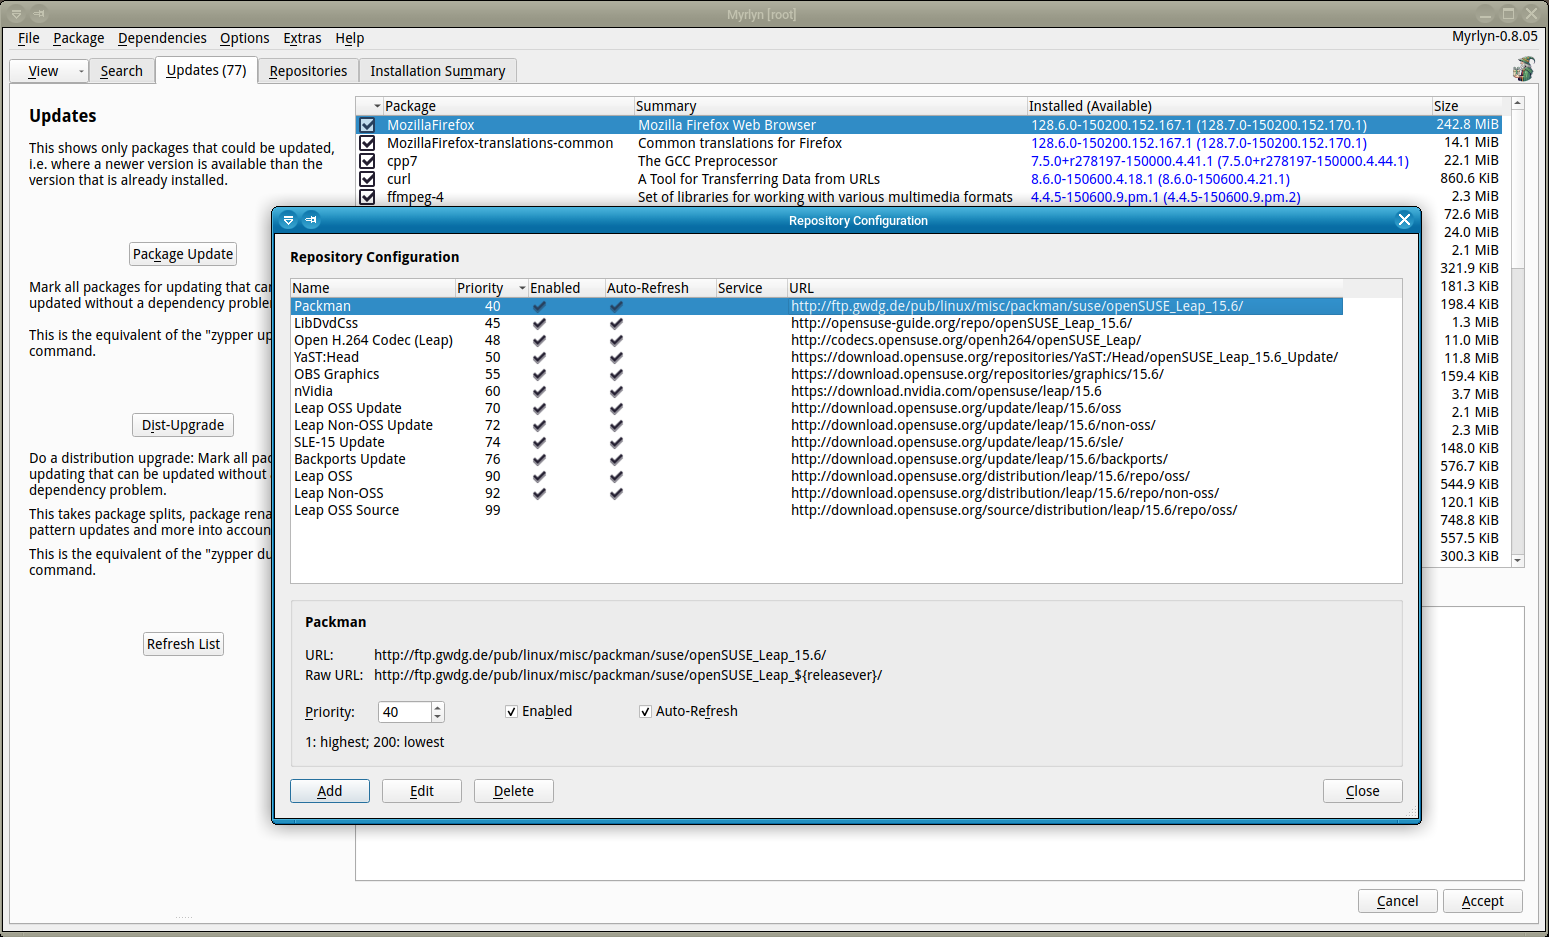 Myrlyn [root]
File Package Dependencies Options Extras Help Myrlyn-0.8.05
View Search Updates (77) Repositories Installation Summary
Updates
This shows only packages that could be updated,
i.e. where a newer version is available than the
version that is already installed.
Package Update
Mark all packages for updating that can
updated without a dependency proble
This is the equivalent of the "zypper up
command.
Dist-Upgrade
Do a distribution upgrade: Mark all pac
updating that can be updated without
dependency problem.
This takes package splits, package rena
pattern updates and more into accoun
This is the equivalent of the "zypper du
command.
Refresh List
Package Summary Installed (Available) Size
MozillaFirefox Mozilla Firefox Web Browser 128.6.0-150200.152.167.1 (128.7.0-150200.152.170.1) 242.8 MiB
MozillaFirefox-translations-common Common translations for Firefox 128.6.0-150200.152.167.1 (128.7.0-150200.152.170.1) 14.1 MiB
cpp7 The GCC Preprocessor 7.5.0+r278197-150000.4.41.1 (7.5.0+r278197-150000.4.44.1) 22.1 MiB
curl A Tool for Transferring Data from URLs 8.6.0-150600.4.18.1 (8.6.0-150600.4.21.1) 860.6 KiB
ffmpeg-4 Set of libraries for working with various multimedia formats 4.4.5-150600.9.pm.1 (4.4.5-150600.9.pm.2) 2.3 MiB
72.6 MiB
24.0 MiB
2.1 MiB
321.9 KiB
181.3 KiB
198.4 KiB
1.3 MiB
11.0 MiB
11.8 MiB
159.4 KiB
3.7 MiB
2.1 MiB
2.3 MiB
148.0 KiB
576.7 KiB
544.9 KiB
120.1 KiB
748.8 KiB
557.5 KiB
300.3 KiB
Repository Configuration
Repository Configuration
Name Priority Enabled Auto-Refresh Service URL
Packman 40 http://ftp.gwdg.de/pub/linux/misc/packman/suse/openSUSE_Leap_15.6/
LibDvdCss 45 http://opensuse-guide.org/repo/openSUSE_Leap_15.6/
Open H.264 Codec (Leap) 48 http://codecs.opensuse.org/openh264/openSUSE_Leap/
YaST:Head 50 https://download.opensuse.org/repositories/YaST:/Head/openSUSE_Leap_15.6_Update/
OBS Graphics 55 https://download.opensuse.org/repositories/graphics/15.6/
nVidia 60 https://download.nvidia.com/opensuse/leap/15.6
Leap OSS Update 70 http://download.opensuse.org/update/leap/15.6/oss
Leap Non-OSS Update 72 http://download.opensuse.org/update/leap/15.6/non-oss/
SLE-15 Update 74 http://download.opensuse.org/update/leap/15.6/sle/
Backports Update 76 http://download.opensuse.org/update/leap/15.6/backports/
Leap OSS 90 http://download.opensuse.org/distribution/leap/15.6/repo/oss/
Leap Non-OSS 92 http://download.opensuse.org/distribution/leap/15.6/repo/non-oss/
Leap OSS Source 99 http://download.opensuse.org/source/distribution/leap/15.6/repo/oss/
Packman
URL: http://ftp.gwdg.de/pub/linux/misc/packman/suse/openSUSE_Leap_15.6/
Raw URL: http://ftp.gwdg.de/pub/linux/misc/packman/suse/openSUSE_Leap_${releasever}/
Priority: 40 Enabled Auto-Refresh
1: highest; 200: lowest
Add Edit Delete Close
Cancel Accept